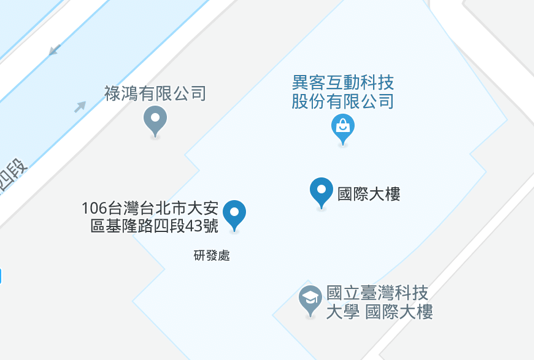 祿鴻有限公司
異客互動科技
股份有限公司
四段
國際大樓
106台灣台北市大安
區基隆路四段43號
研發處
國立臺灣科技
大學 國際大樓